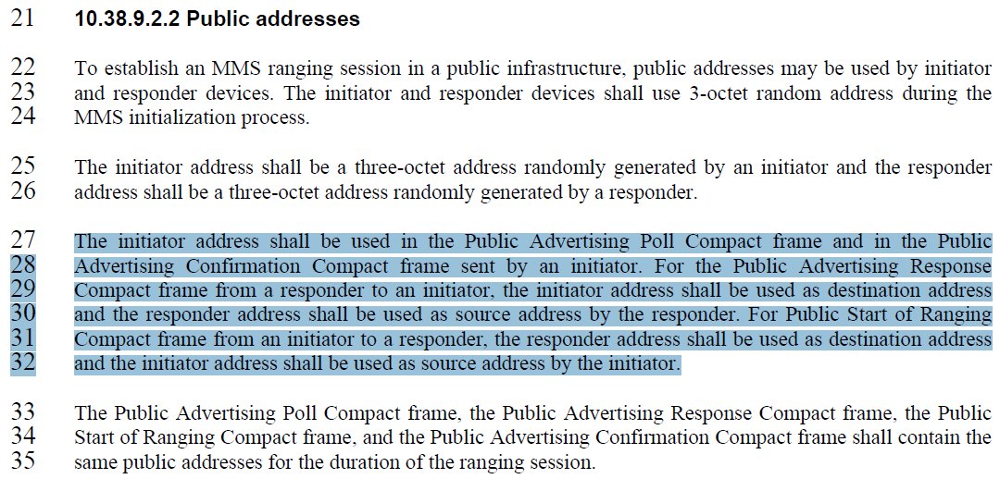 21 10.38.9.2.2 Public addresses
22 To establish an MMS ranging session in a public infrastructure, public addresses may be used by initiator
23 and responder devices. The initiator and responder devices shall use 3-octet random address during the
24 MMS initialization process.
25 The initiator address shall be a three-octet address randomly generated by an initiator and the responder
26 address shall be a three-octet address randomly generated by a responder.
27 The initiator address shall be used in the Public Advertising Poll Compact frame and in the Public
28 Advertising Confirmation Compact frame sent by an initiator. For the Public Advertising Response
29 Compact frame from a responder to an initiator, the initiator address shall be used as destination address
30 and the responder address shall be used as source address by the responder. For Public Start of Ranging
31 Compact frame from an initiator to a responder, the responder address shall be used as destination address
32 and the initiator address shall be used as source address by the initiator.
33 The Public Advertising Poll Compact frame, the Public Advertising Response Compact frame, the Public
34 Start of Ranging Compact frame, and the Public Advertising Confirmation Compact frame shall contain the
35 same public addresses for the duration of the ranging session.